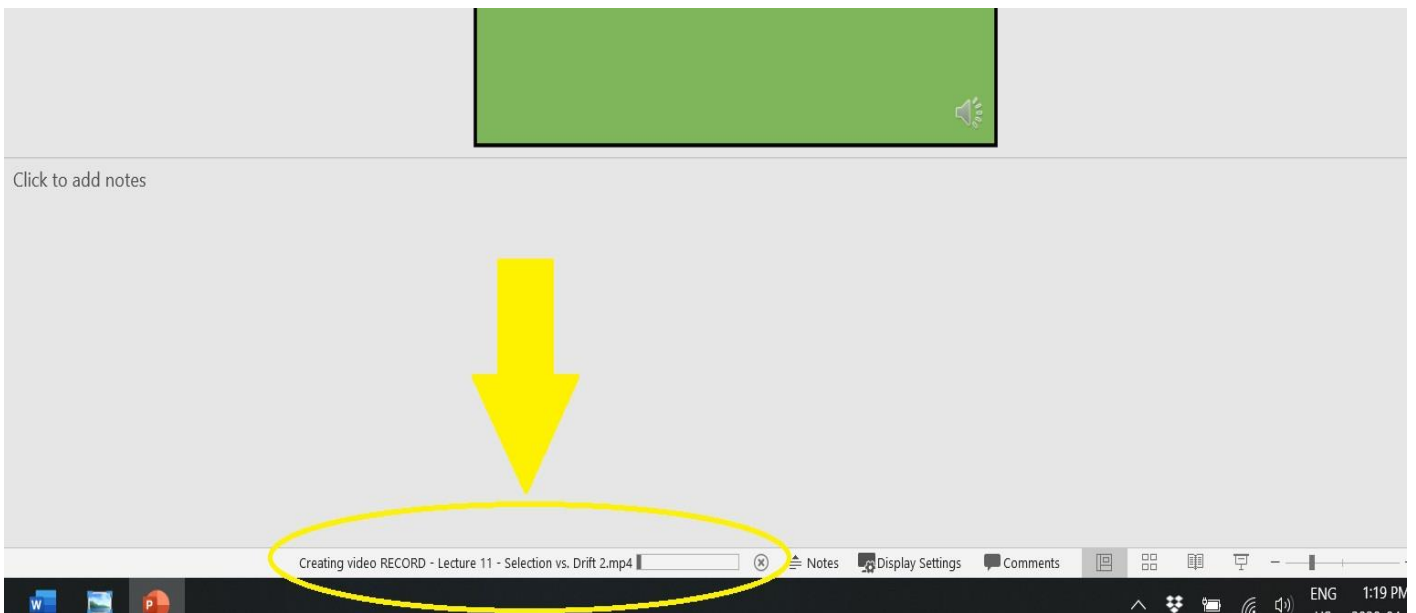 Click to add notes
Creating video RECORD - Lecture 11 - Selection vs. Drift 2.mp4 Notes Display Settings Comments
W P ENG 1:19 PM